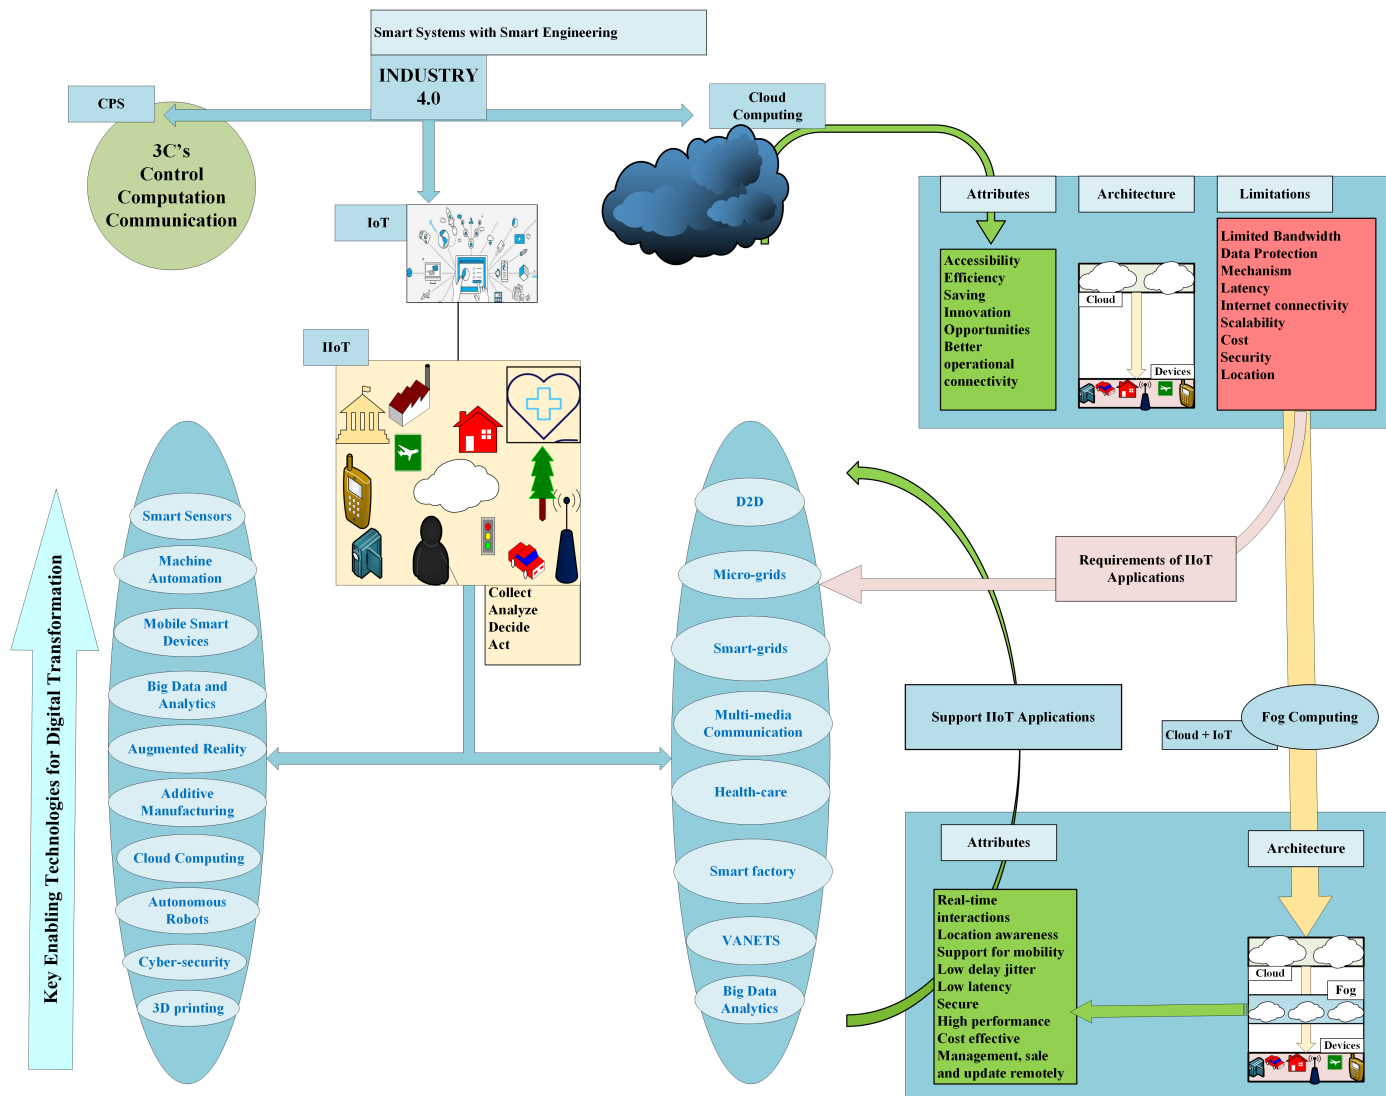 Smart Systems with Smart Engineering
INDUSTRY
4.0
CPS
3C's
Control
Computation
Communication
Cloud
Computing
IoT
IIoT
Collect
Analyze
Decide
Act
Attributes
Accessibility
Efficiency
Saving
Innovation
Opportunities
Better
operational
connectivity
Architecture
Cloud
Devices
Limitations
Limited Bandwidth
Data Protection
Mechanism
Latency
Internet connectivity
Scalability
Cost
Security
Location
Key Enabling Technologies for Digital Transformation
Smart Sensors
Machine
Automation
Mobile Smart
Devices
Big Data and
Analytics
Augmented Reality
Additive
Manufacturing
Cloud Computing
Autonomous
Robots
Cyber-security
3D printing
D2D
Micro-grids
Smart-grids
Multi-media
Communication
Health-care
Smart factory
VANETS
Big Data
Analytics
Requirements of IIoT
Applications
Support IIoT Applications
Fog Computing
Cloud + IoT
Attributes
Real-time
interactions
Location awareness
Support for mobility
Low delay jitter
Low latency
Secure
High performance
Cost effective
Management, sale
and update remotely
Architecture
Cloud
Fog
Devices